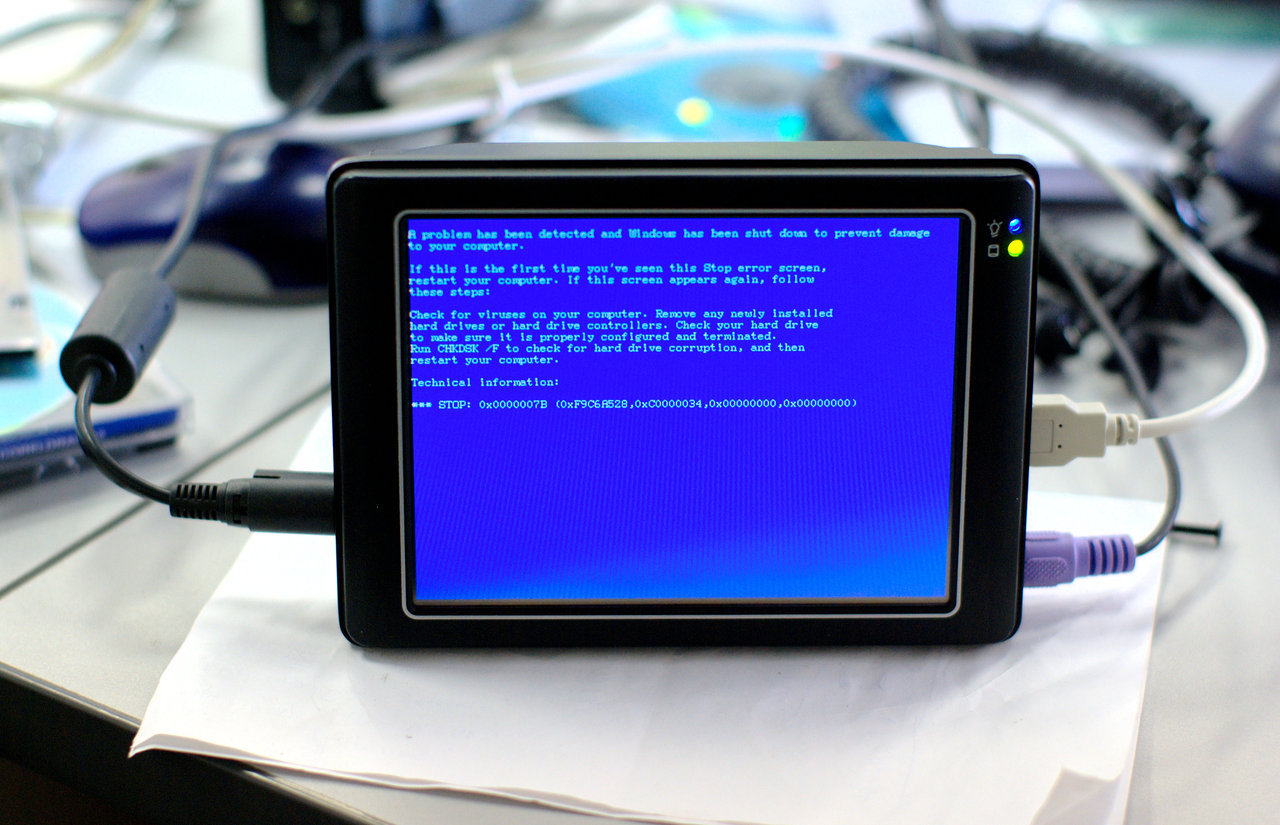 A problem has been detected and Windows has been shut down to prevent damage
to your computer.
If this is the first time you've seen this Stop error screen,
restart your computer. If this screen appears again, follow
these steps:
Check for viruses on your computer. Remove any newly installed
hard drives or hard drive controllers. Check your hard drive
to make sure it is properly configured and terminated.
Run CHKDSK /F to check for hard drive corruption, and then
restart your computer.
Technical information:
*** STOP: 0x0000007B (0xF9C6A528,0xC0000034,0x00000000,0x00000000)